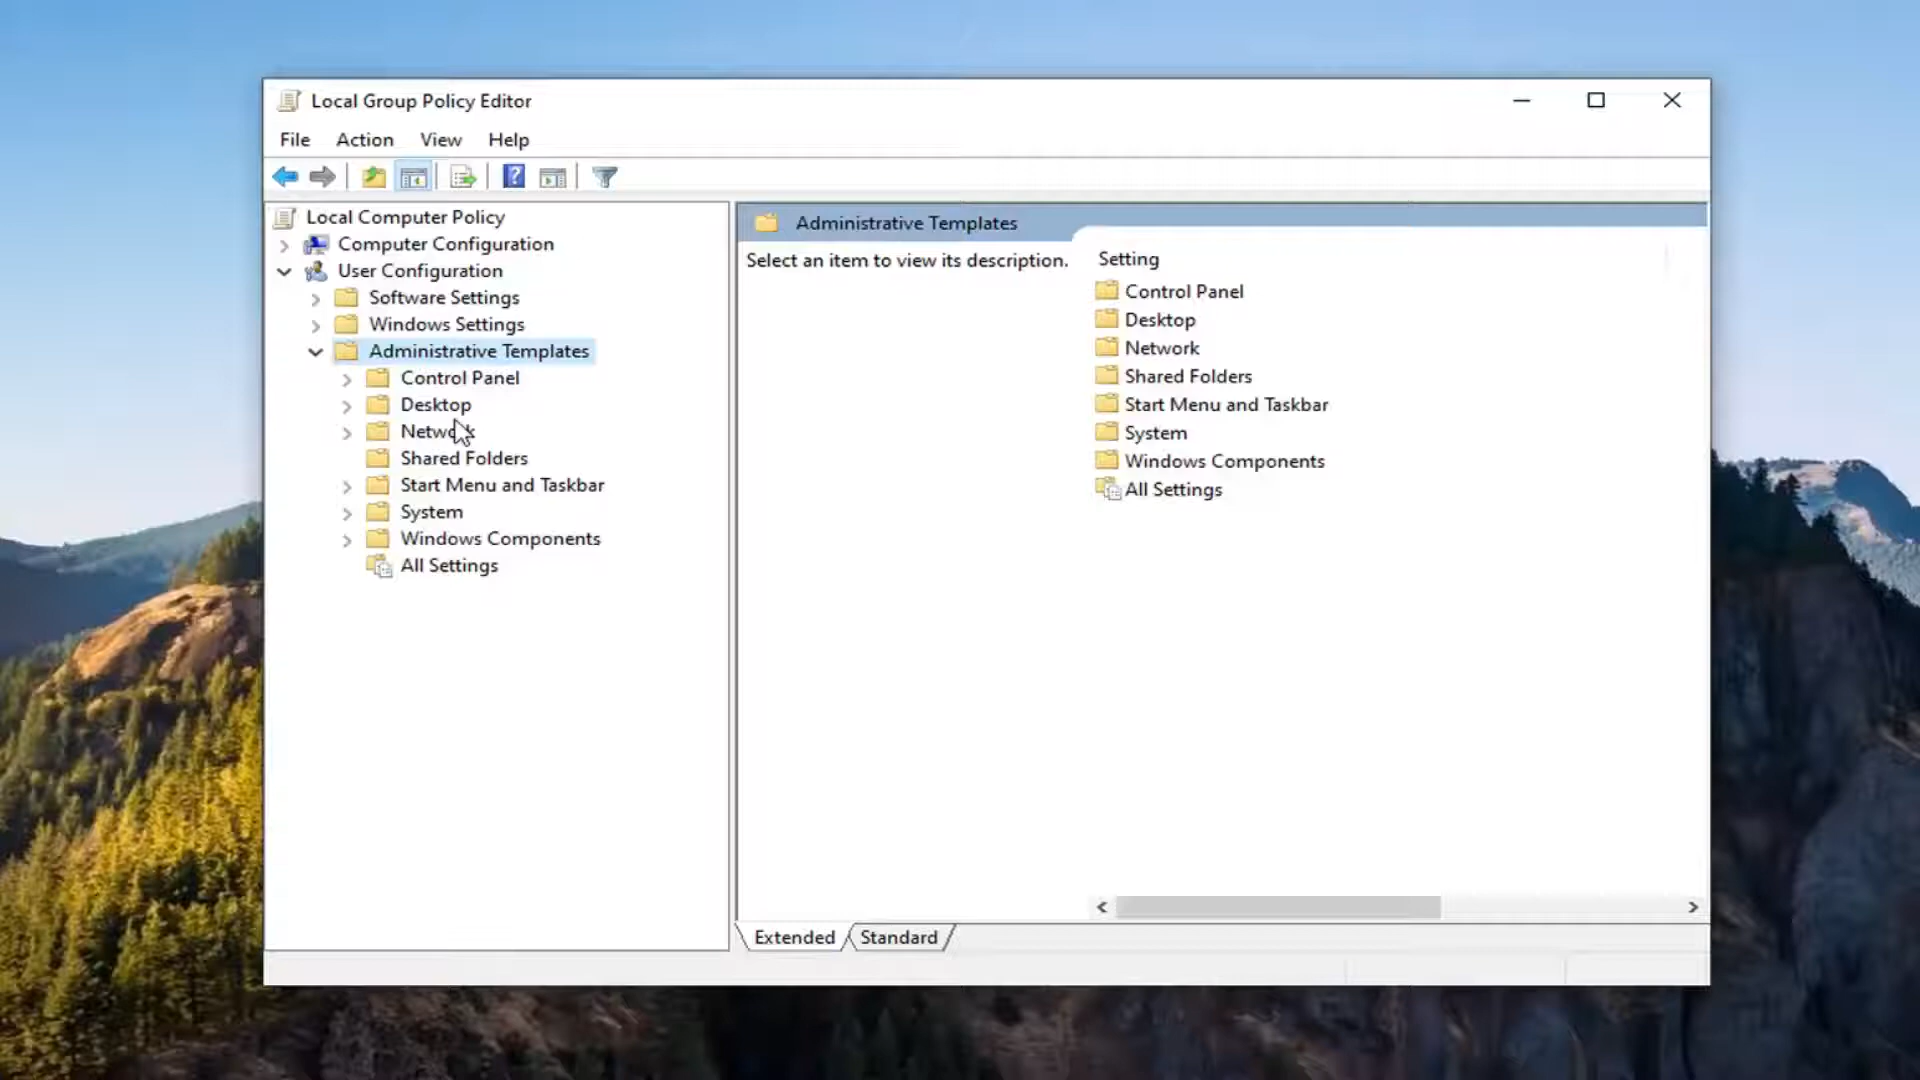 Local Group Policy Editor
File Action View Help
Local Computer Policy
Computer Configuration
User Configuration
Software Settings
Windows Settings
Administrative Templates
Control Panel
Desktop
Network
Shared Folders
Start Menu and Taskbar
System
Windows Components
All Settings
Administrative Templates
Select an item to view its description.
Setting
Control Panel
Desktop
Network
Shared Folders
Start Menu and Taskbar
System
Windows Components
All Settings
Extended Standard